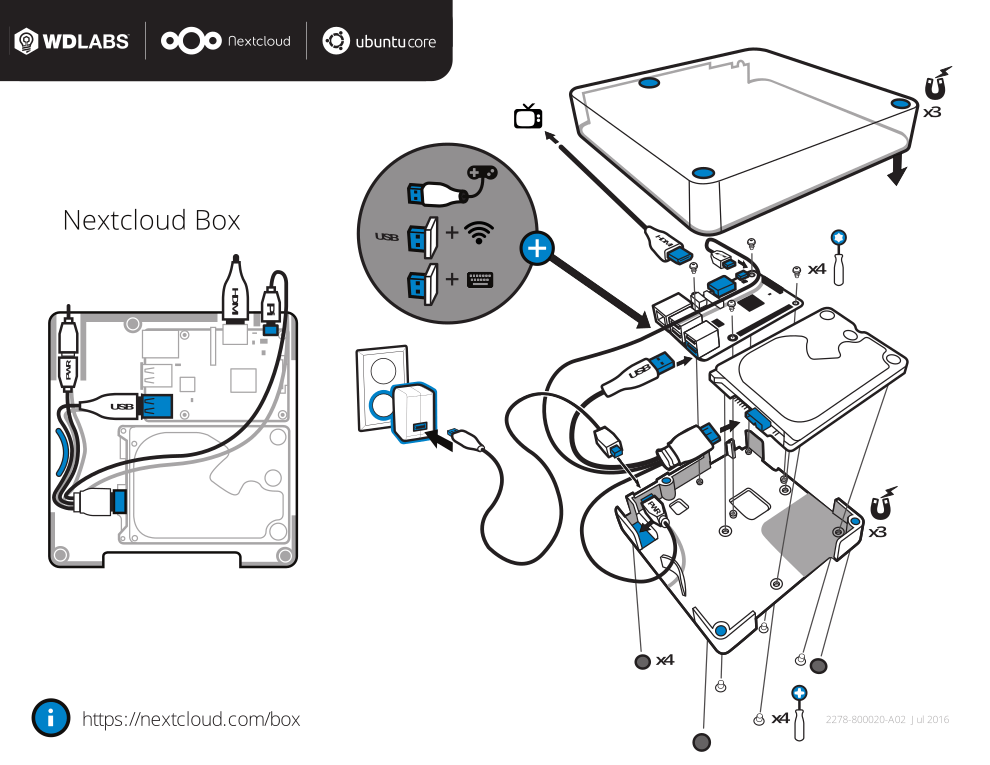 WDLABS
Nextcloud
ubuntu core
x3
HDMI
USB
x4
Nextcloud Box
HDMI
Pi
PWR
USB
USB
PWR
x3
x4
x4
https://nextcloud.com/box
2278-800020-A02 Jul 2016